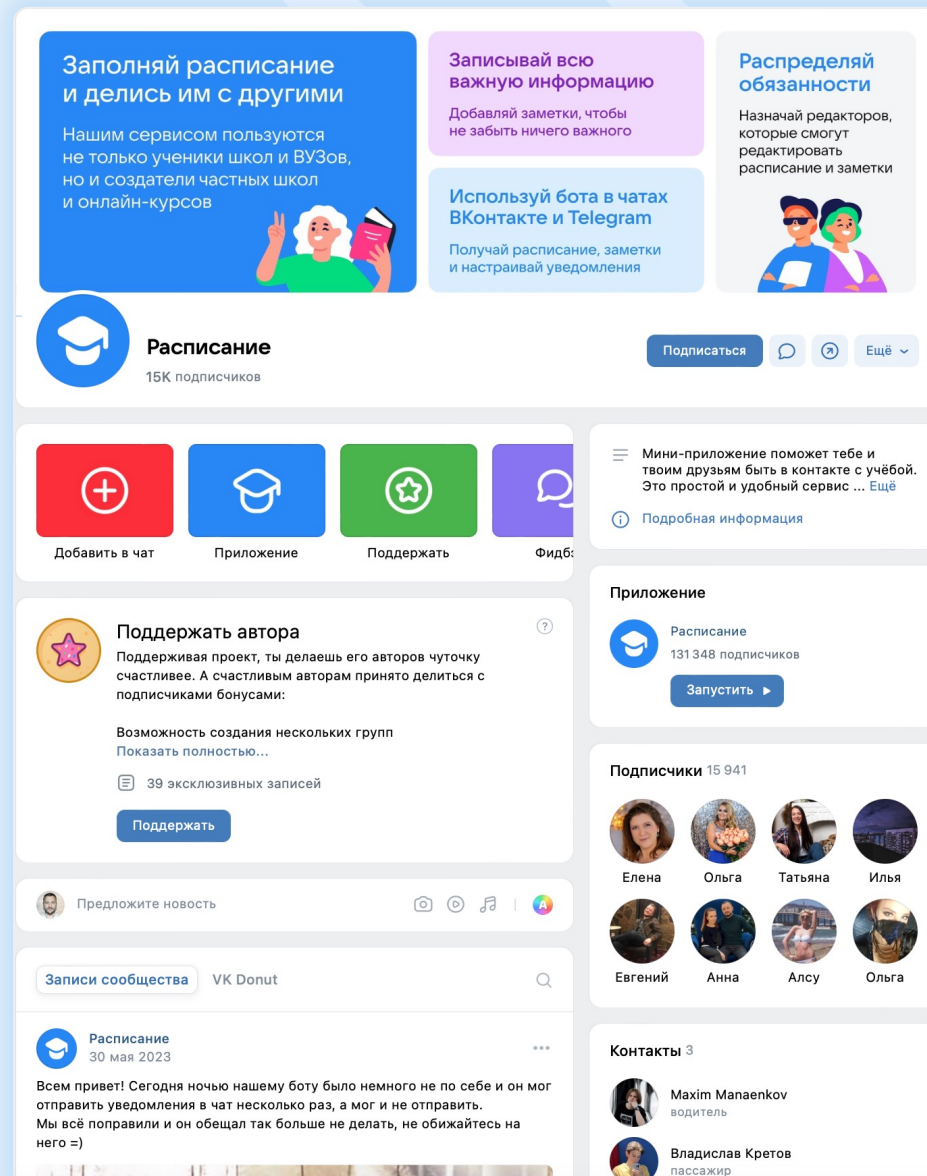 Заполняй расписание
и делись им с другими
Нашим сервисом пользуются
не только ученики школ и ВУЗов,
но и создатели частных школ
и онлайн-курсов
Записывай всю
важную информацию
Добавляй заметки, чтобы
не забыть ничего важного
Используй бота в чатах
ВКонтакте и Telegram
Получай расписание, заметки
и настраивай уведомления
Распределяй
обязанности
Назначай редакторов,
которые смогут
редактировать
расписание и заметки
Расписание
15K подписчиков
Подписаться
Ещё
Добавить в чат
Приложение
Поддержать
Фидб
Поддержать автора
?
Поддерживая проект, ты делаешь его авторов чуточку
счастливее. А счастливым авторам принято делиться с
подписчиками бонусами:
Возможность создания нескольких групп
Показать полностью...
39 эксклюзивных записей
Поддержать
Предложите новость
A
Записи сообщества
VK Donut
Расписание
30 мая 2023
Всем привет! Сегодня ночью нашему боту было немного не по себе и он мог
отправить уведомления в чат несколько раз, а мог и не отправить.
Мы всё поправили и он обещал так больше не делать, не обижайтесь на
него =)
Мини-приложение поможет тебе и
твоим друзьям быть в контакте с учёбой.
Это простой и удобный сервис ... Ещё
Подробная информация
Приложение
Расписание
131 348 подписчиков
Запустить
Подписчики 15 941
Елена
Ольга
Татьяна
Илья
Евгений
Анна
Алсу
Ольга
Контакты 3
Maxim Manaenkov
водитель
Владислав Кретов
пассажир